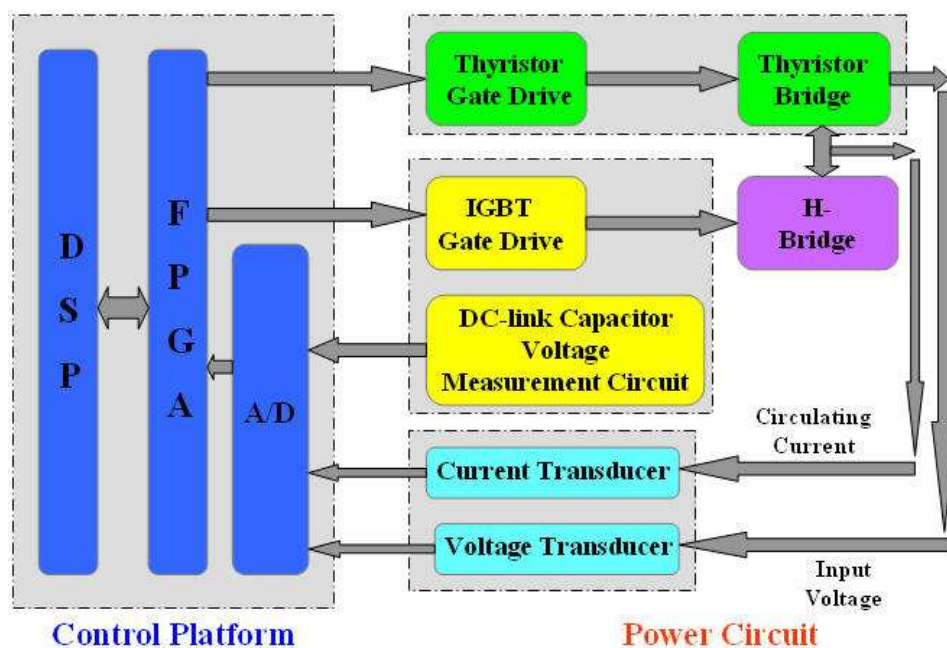 D
S
P
F
P
G
A
A/D
Thyristor
Gate Drive
Thyristor
Bridge
IGBT
Gate Drive
H-
Bridge
DC-link Capacitor
Voltage
Measurement Circuit
Circulating
Current
Current Transducer
Voltage Transducer
Input
Voltage
Control Platform
Power Circuit